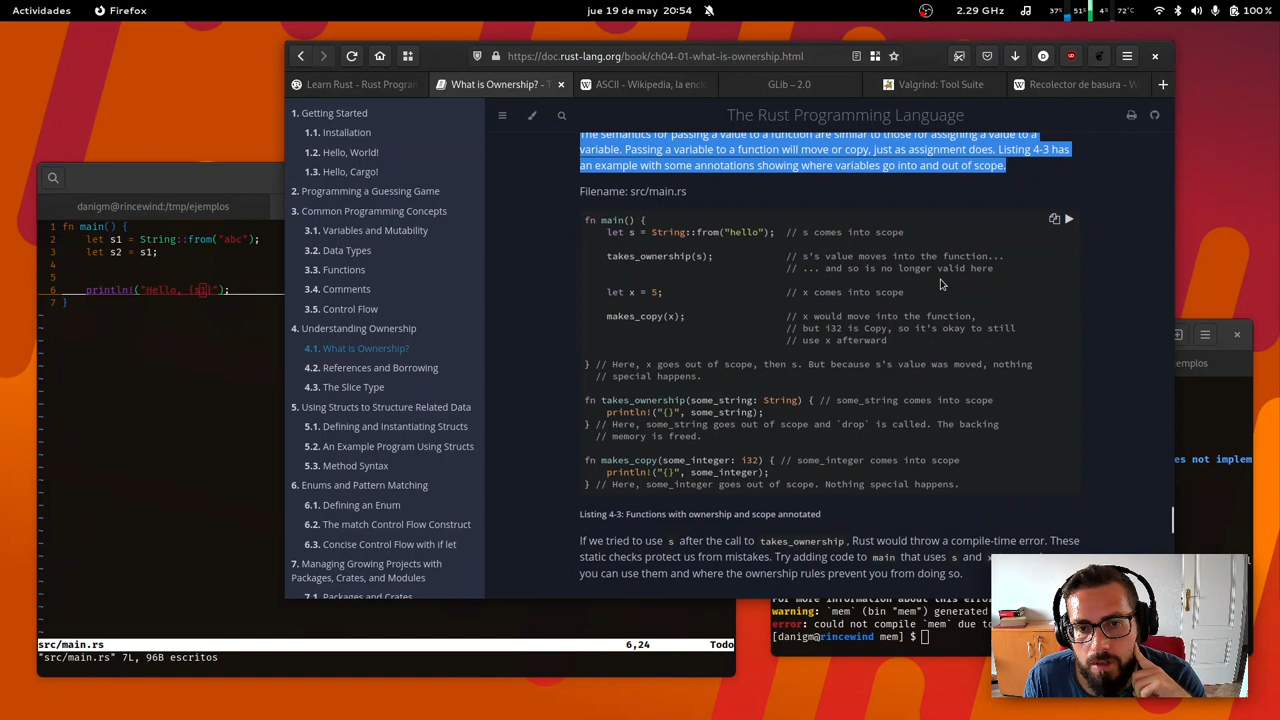 Actividades
Firefox
jue 19 de may 20:54
2.29 GHz
37%
51%
4%
72°C
100 %
https://doc.rust-lang.org/book/ch04-01-what-is-ownership.html
Learn Rust - Rust Program
What is Ownership? - T
ASCII - Wikipedia, la enci
GLib – 2.0
Valgrind: Tool Suite
Recolector de basura - W
The Rust Programming Language
1. Getting Started
1.1. Installation
1.2. Hello, World!
1.3. Hello, Cargo!
2. Programming a Guessing Game
3. Common Programming Concepts
3.1. Variables and Mutability
3.2. Data Types
3.3. Functions
3.4. Comments
3.5. Control Flow
4. Understanding Ownership
4.1. What is Ownership?
4.2. References and Borrowing
4.3. The Slice Type
5. Using Structs to Structure Related Data
5.1. Defining and Instantiating Structs
5.2. An Example Program Using Structs
5.3. Method Syntax
6. Enums and Pattern Matching
6.1. Defining an Enum
6.2. The match Control Flow Construct
6.3. Concise Control Flow with if let
7. Managing Growing Projects with
Packages, Crates, and Modules
7.1. Packages and Crates
The semantics for passing a value to a function are similar to those for assigning a value to a
variable. Passing a variable to a function will move or copy, just as assignment does. Listing 4-3 has
an example with some annotations showing where variables go into and out of scope.
Filename: src/main.rs
fn main() {
let s = String::from("hello"); // s comes into scope
takes_ownership(s); // s's value moves into the function...
// ... and so is no longer valid here
let x = 5; // x comes into scope
makes_copy(x); // x would move into the function,
// but i32 is Copy, so it's okay to still
// use x afterward
} // Here, x goes out of scope, then s. But because s's value was moved, nothing
// special happens.
fn takes_ownership(some_string: String) { // some_string comes into scope
println!("{}", some_string);
} // Here, some_string goes out of scope and `drop` is called. The backing
// memory is freed.
fn makes_copy(some_integer: i32) { // some_integer comes into scope
println!("{}", some_integer);
} // Here, some_integer goes out of scope. Nothing special happens.
Listing 4-3: Functions with ownership and scope annotated
If we tried to use s after the call to takes_ownership, Rust would throw a compile-time error. These
static checks protect us from mistakes. Try adding code to main that uses s and x
you can use them and where the ownership rules prevent you from doing so.
danigm@rincewind:/tmp/ejemplos
1 fn main() {
2 let s1 = String::from("abc");
3 let s2 = s1;
4
5
6 println!("Hello, {s1}");
7 }
src/main.rs 6,24 Todo
"src/main.rs" 7L, 96B escritos
emplos
es not implem
For more information about this erro
warning: `mem` (bin "mem") generated
error: could not compile `mem` due to
[danigm@rincewind mem] $